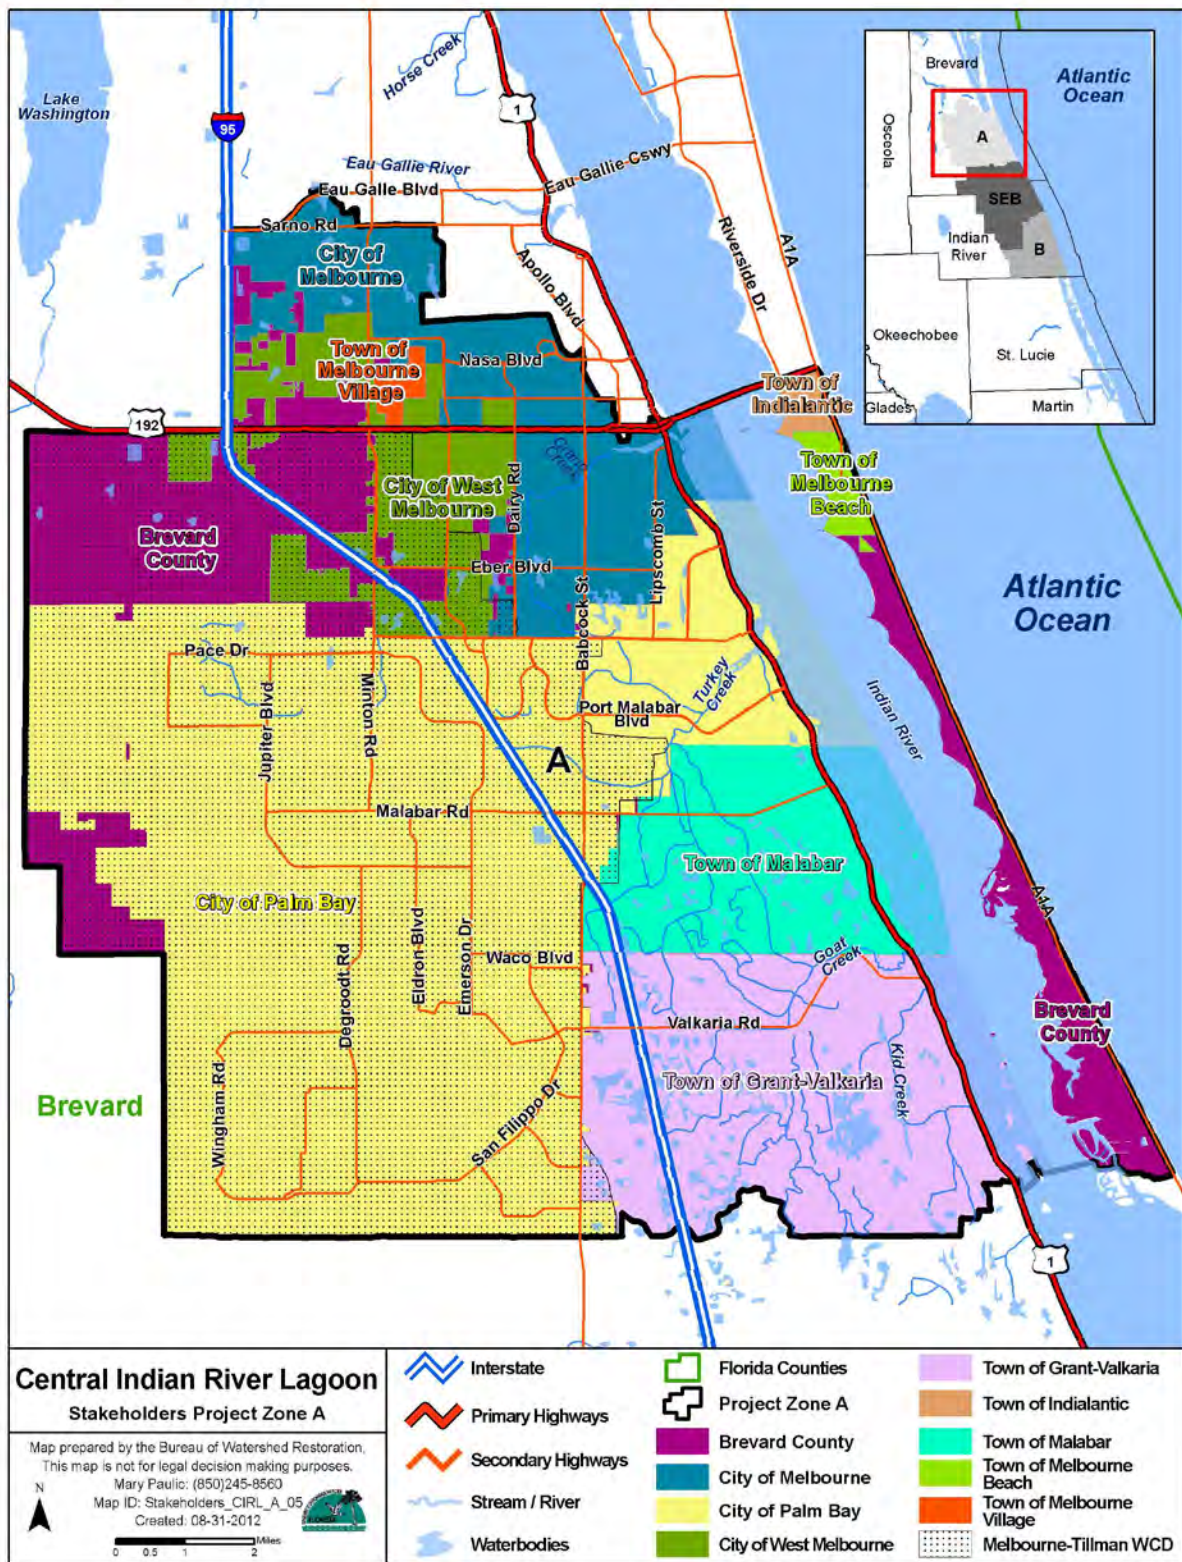 Lake
Washington
Horse Creek
95
1
Eau Gallie River
Eau Galle Blvd
Eau Gallie Cswy
Sarno Rd
City of
Melbourne
Apollo Blvd
Riverside Dr
A1A
Town of
Melbourne
Village
Nasa Blvd
Town of
Indialantic
192
Crane
Creek
City of West
Melbourne
Dairy Rd
Lipscomb St
Town of
Melbourne
Beach
Brevard
County
Eber Blvd
Babcock St
Atlantic
Ocean
Pace Dr
Jupiter Blvd
Minton Rd
Turkey
Creek
Port Malabar
Blvd
Indian River
A
Malabar Rd
Town of Malabar
City of Palm Bay
Eldron Blvd
Emerson Dr
Degroodt Rd
Waco Blvd
Goat
Creek
A1A
Valkaria Rd
Brevard
County
Wingham Rd
Town of Grant-Valkaria
Kid Creek
Brevard
San Filippo Dr
1
Brevard
Atlantic
Ocean
Osceola
A
SEB
Indian
River
B
Okeechobee
St. Lucie
Glades
Martin
Central Indian River Lagoon
Stakeholders Project Zone A
Map prepared by the Bureau of Watershed Restoration.
This map is not for legal decision making purposes.
Mary Paulic: (850)245-8560
Map ID: Stakeholders_CIRL_A_05
Created: 08-31-2012
N
Miles
0 0.5 1 2
Interstate
Primary Highways
Secondary Highways
Stream / River
Waterbodies
Florida Counties
Project Zone A
Brevard County
City of Melbourne
City of Palm Bay
City of West Melbourne
Town of Grant-Valkaria
Town of Indialantic
Town of Malabar
Town of Melbourne
Beach
Town of Melbourne
Village
Melbourne-Tillman WCD